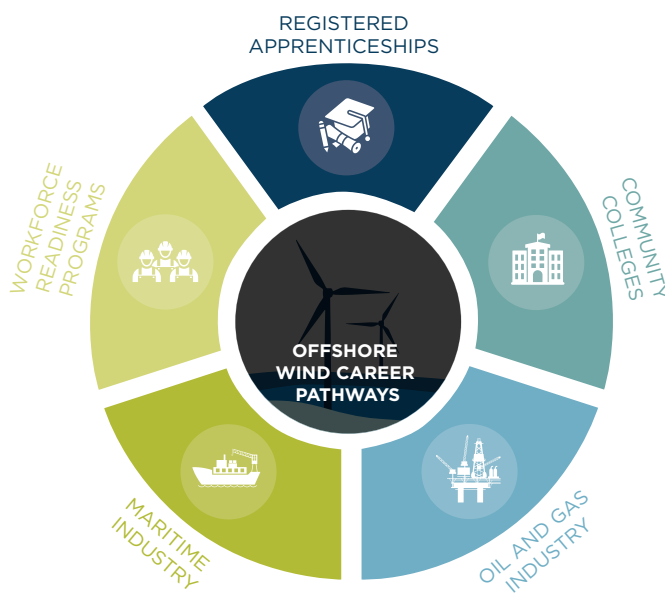 REGISTERED
APPRENTICESHIPS
COMMUNITY
COLLEGES
OIL AND GAS
INDUSTRY
MARITIME
INDUSTRY
WORKFORCE
READINESS
PROGRAMS
OFFSHORE
WIND CAREER
PATHWAYS